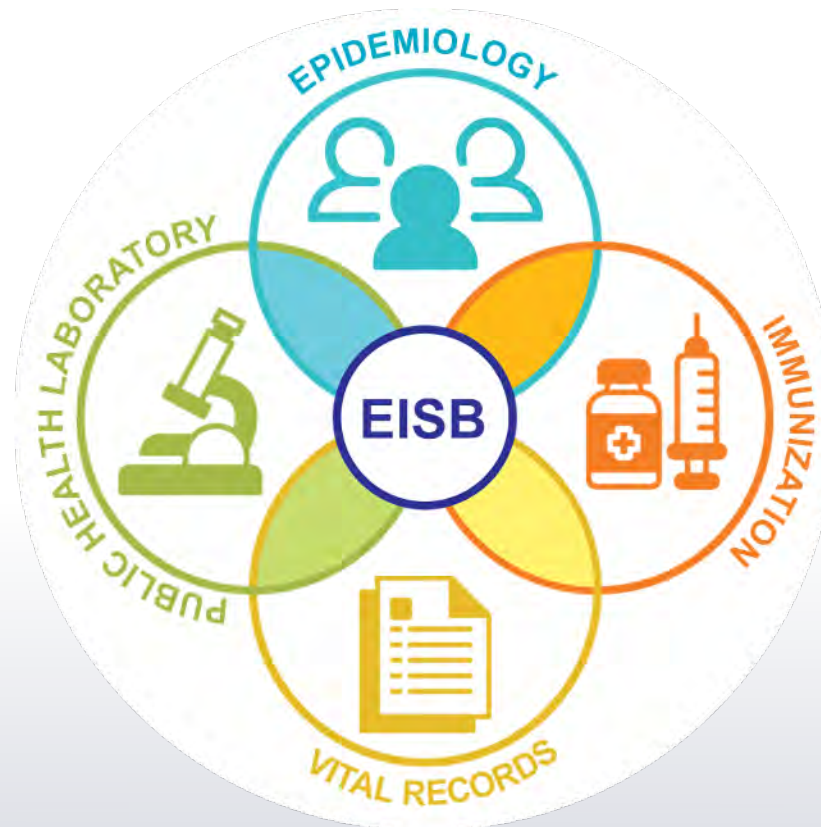 EPIDEMIOLOGY
PUBLIC HEALTH LABORATORY
EISB
IMMUNIZATION
VITAL RECORDS